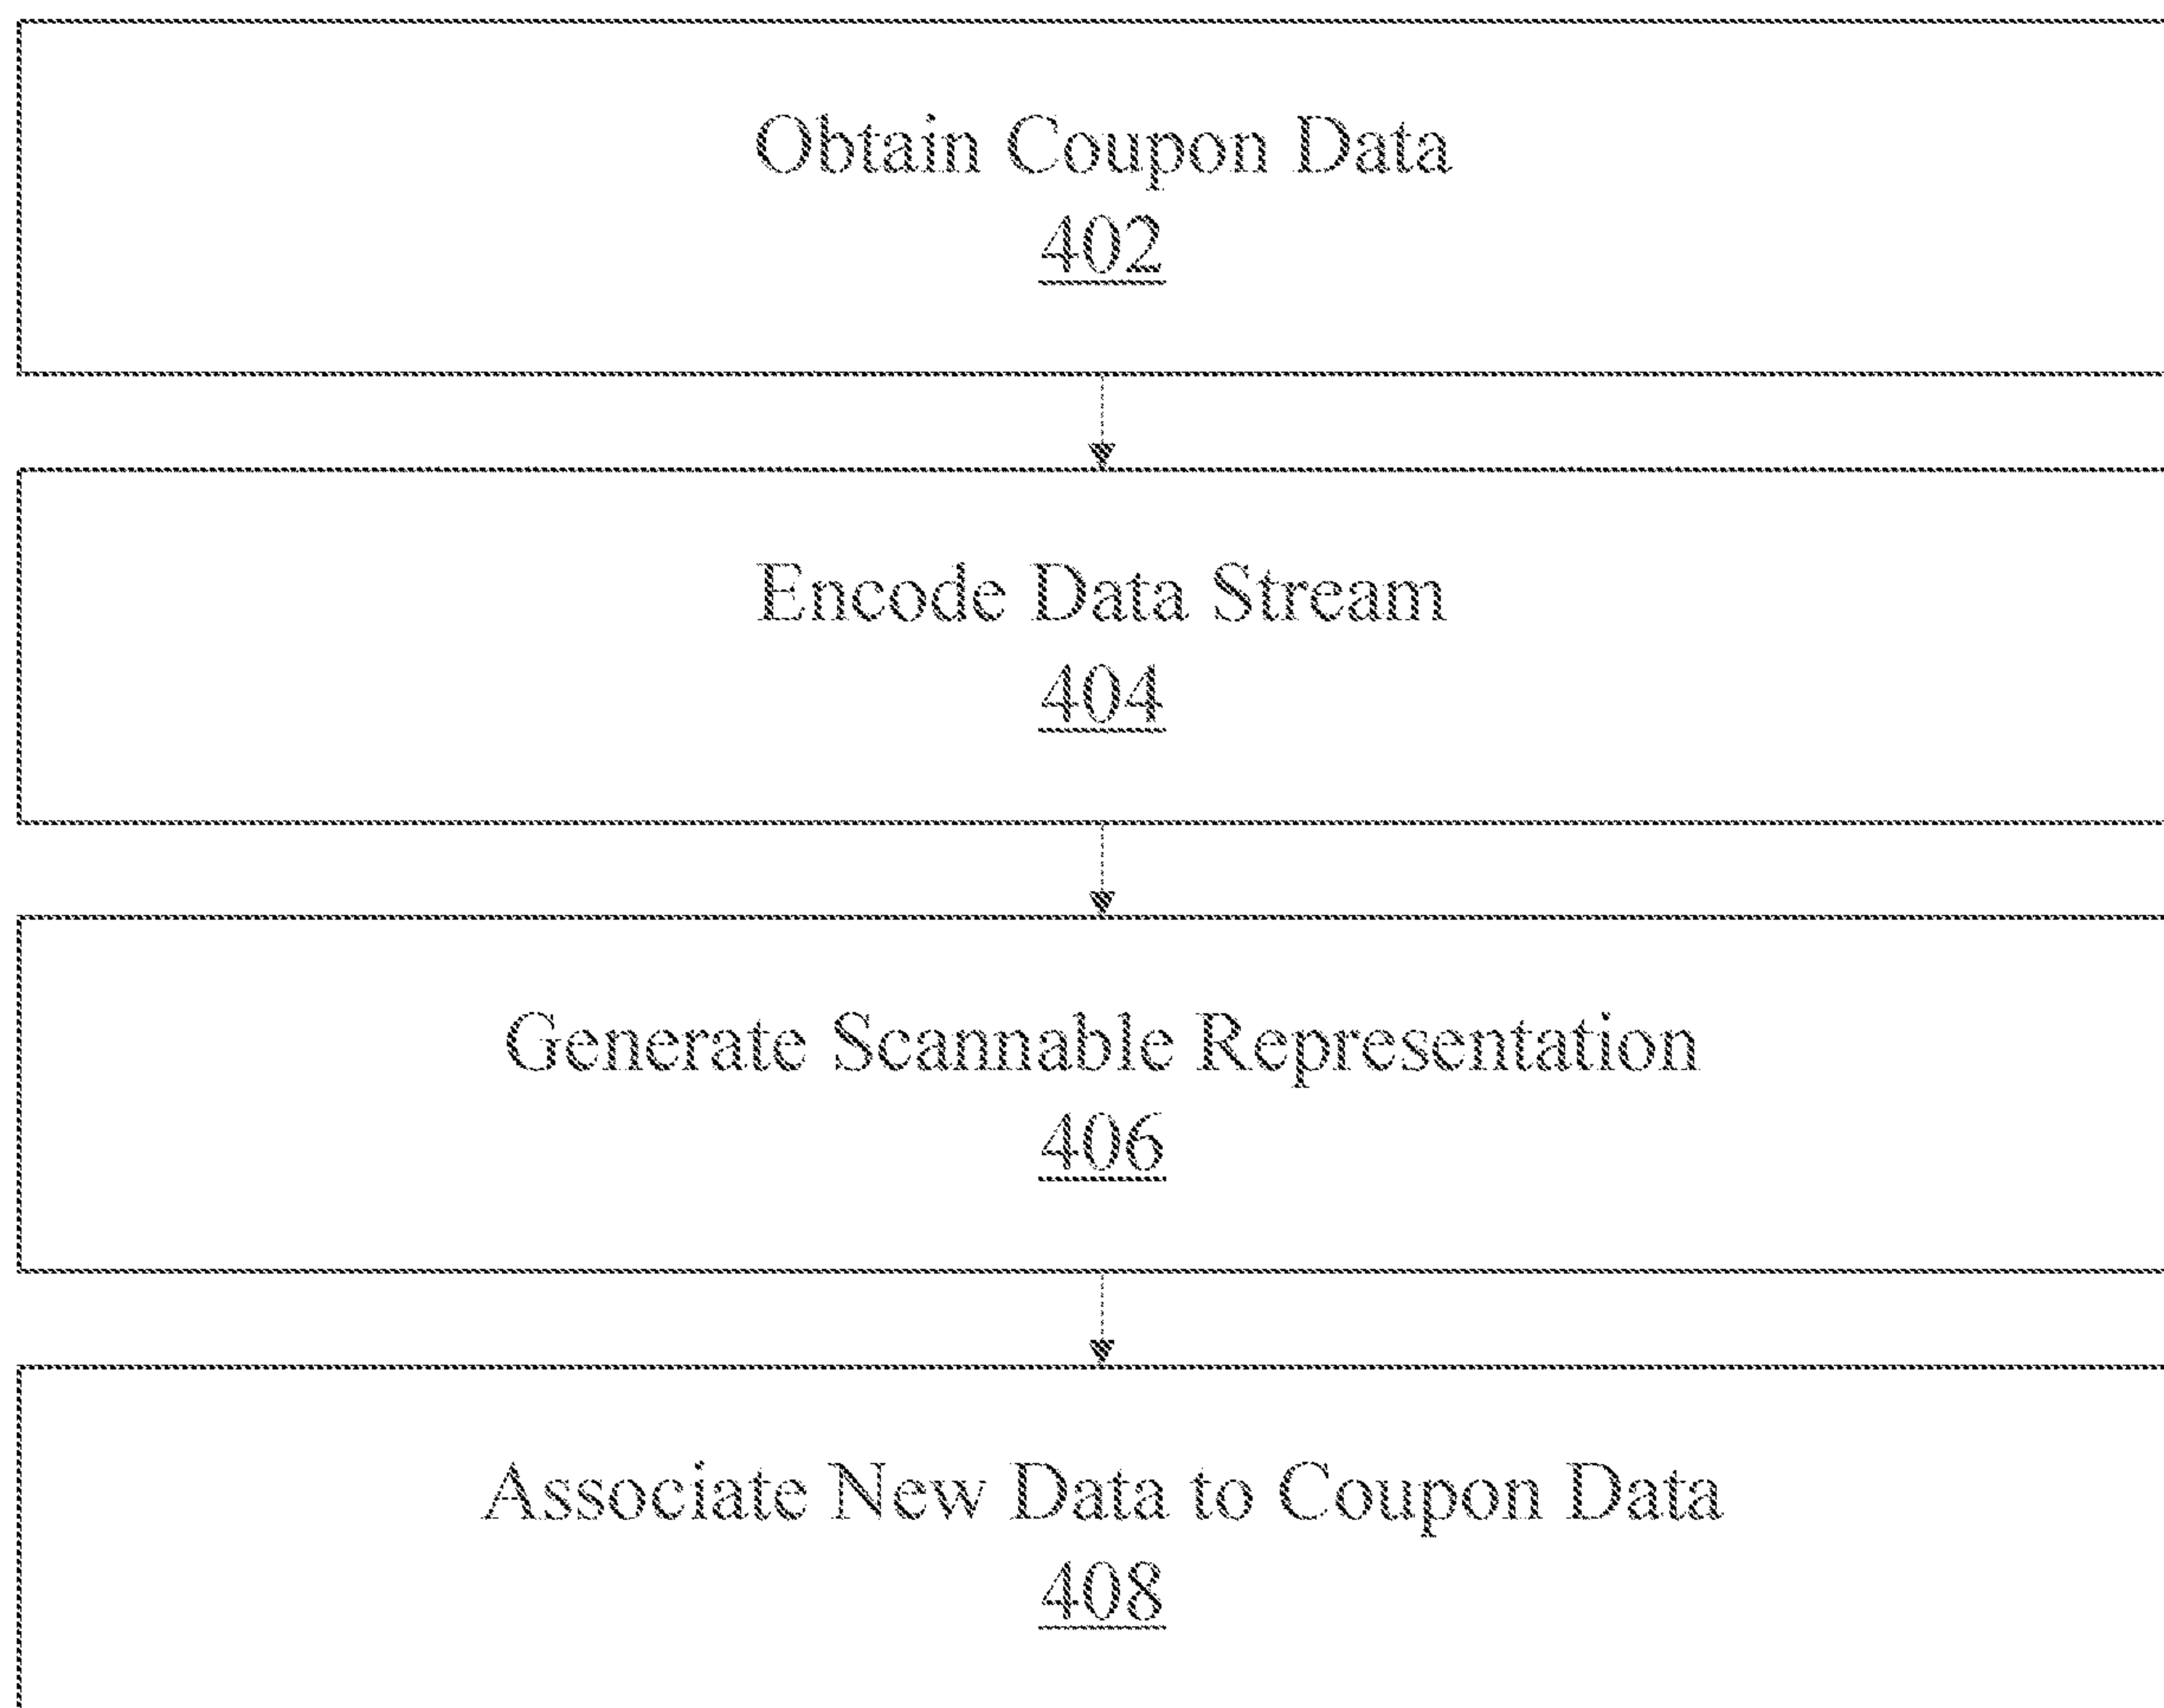 Obtain Coupon Data
402
Encode Data Stream
404
Generate Scannable Representation
406
Associate New Data to Coupon Data
408